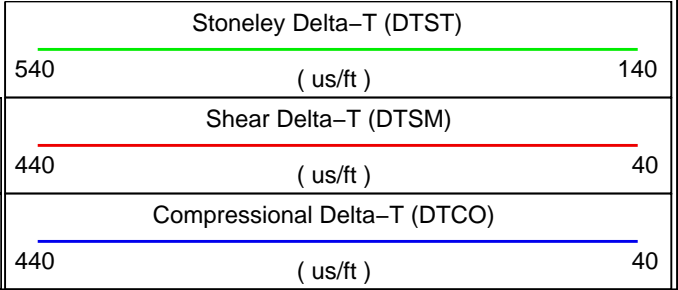 Stoneley Delta−T (DTST)
540 ( us/ft ) 140
Shear Delta−T (DTSM)
440 ( us/ft ) 40
Compressional Delta−T (DTCO)
440 ( us/ft ) 40